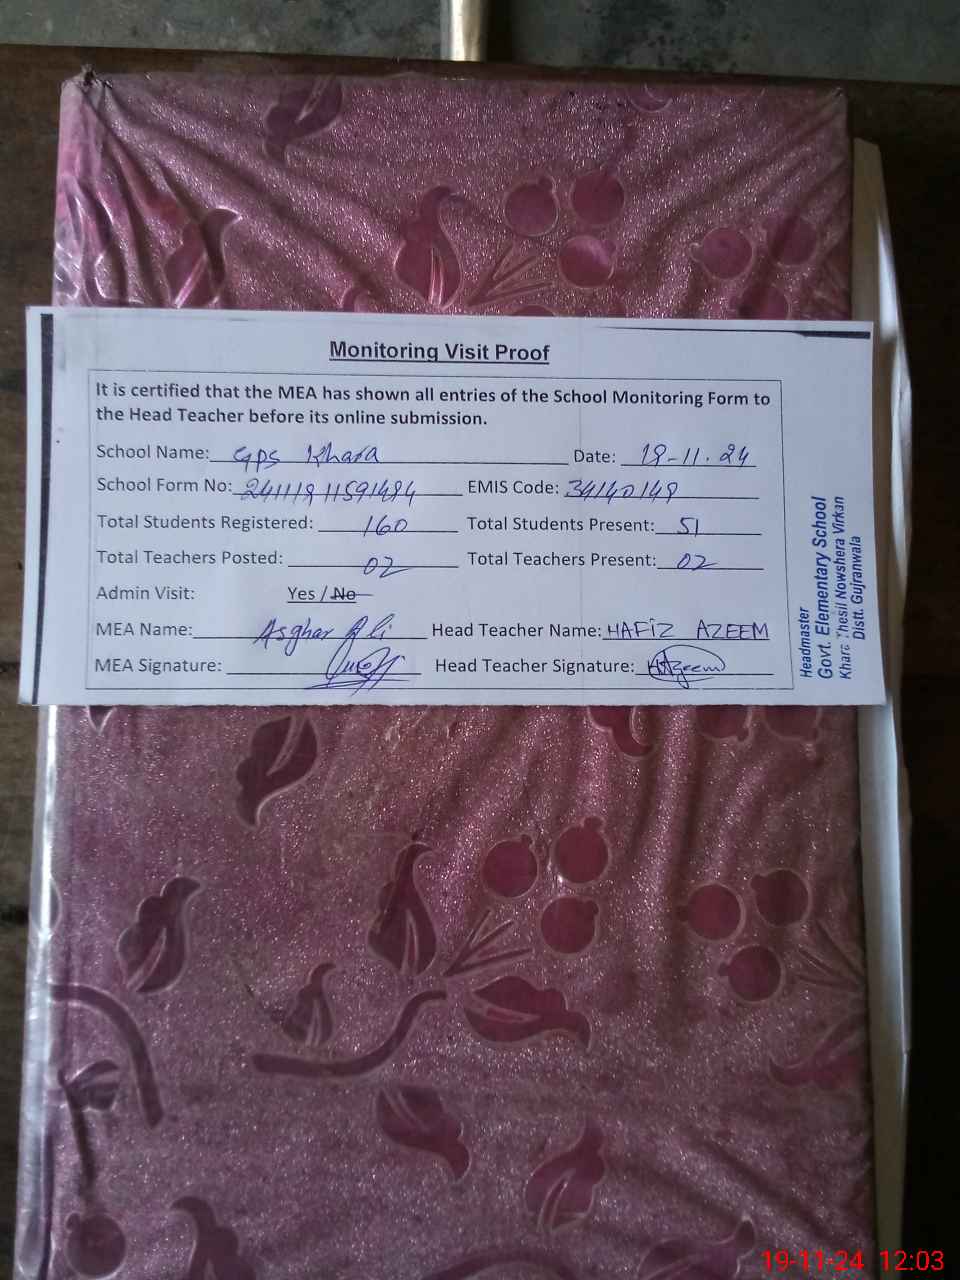 Monitoring Visit Proof
It is certified that the MEA has shown all entries of the School Monitoring Form to
the Head Teacher before its online submission.
School Name: GPS Khara Date: 19-11-24
School Form No: EMIS Code: 34140149
Total Students Registered: 160 Total Students Present: 51
Total Teachers Posted: 02 Total Teachers Present: 02
Admin Visit: Yes / No
MEA Name: Asghar Ali Head Teacher Name: HAFIZ AZEEM
MEA Signature: Head Teacher Signature: HAzeem
Headmaster
Govt. Elementary School
Khara Thesil Nowshera Virkan
Distt. Gujranwala
19-11-24 12:03